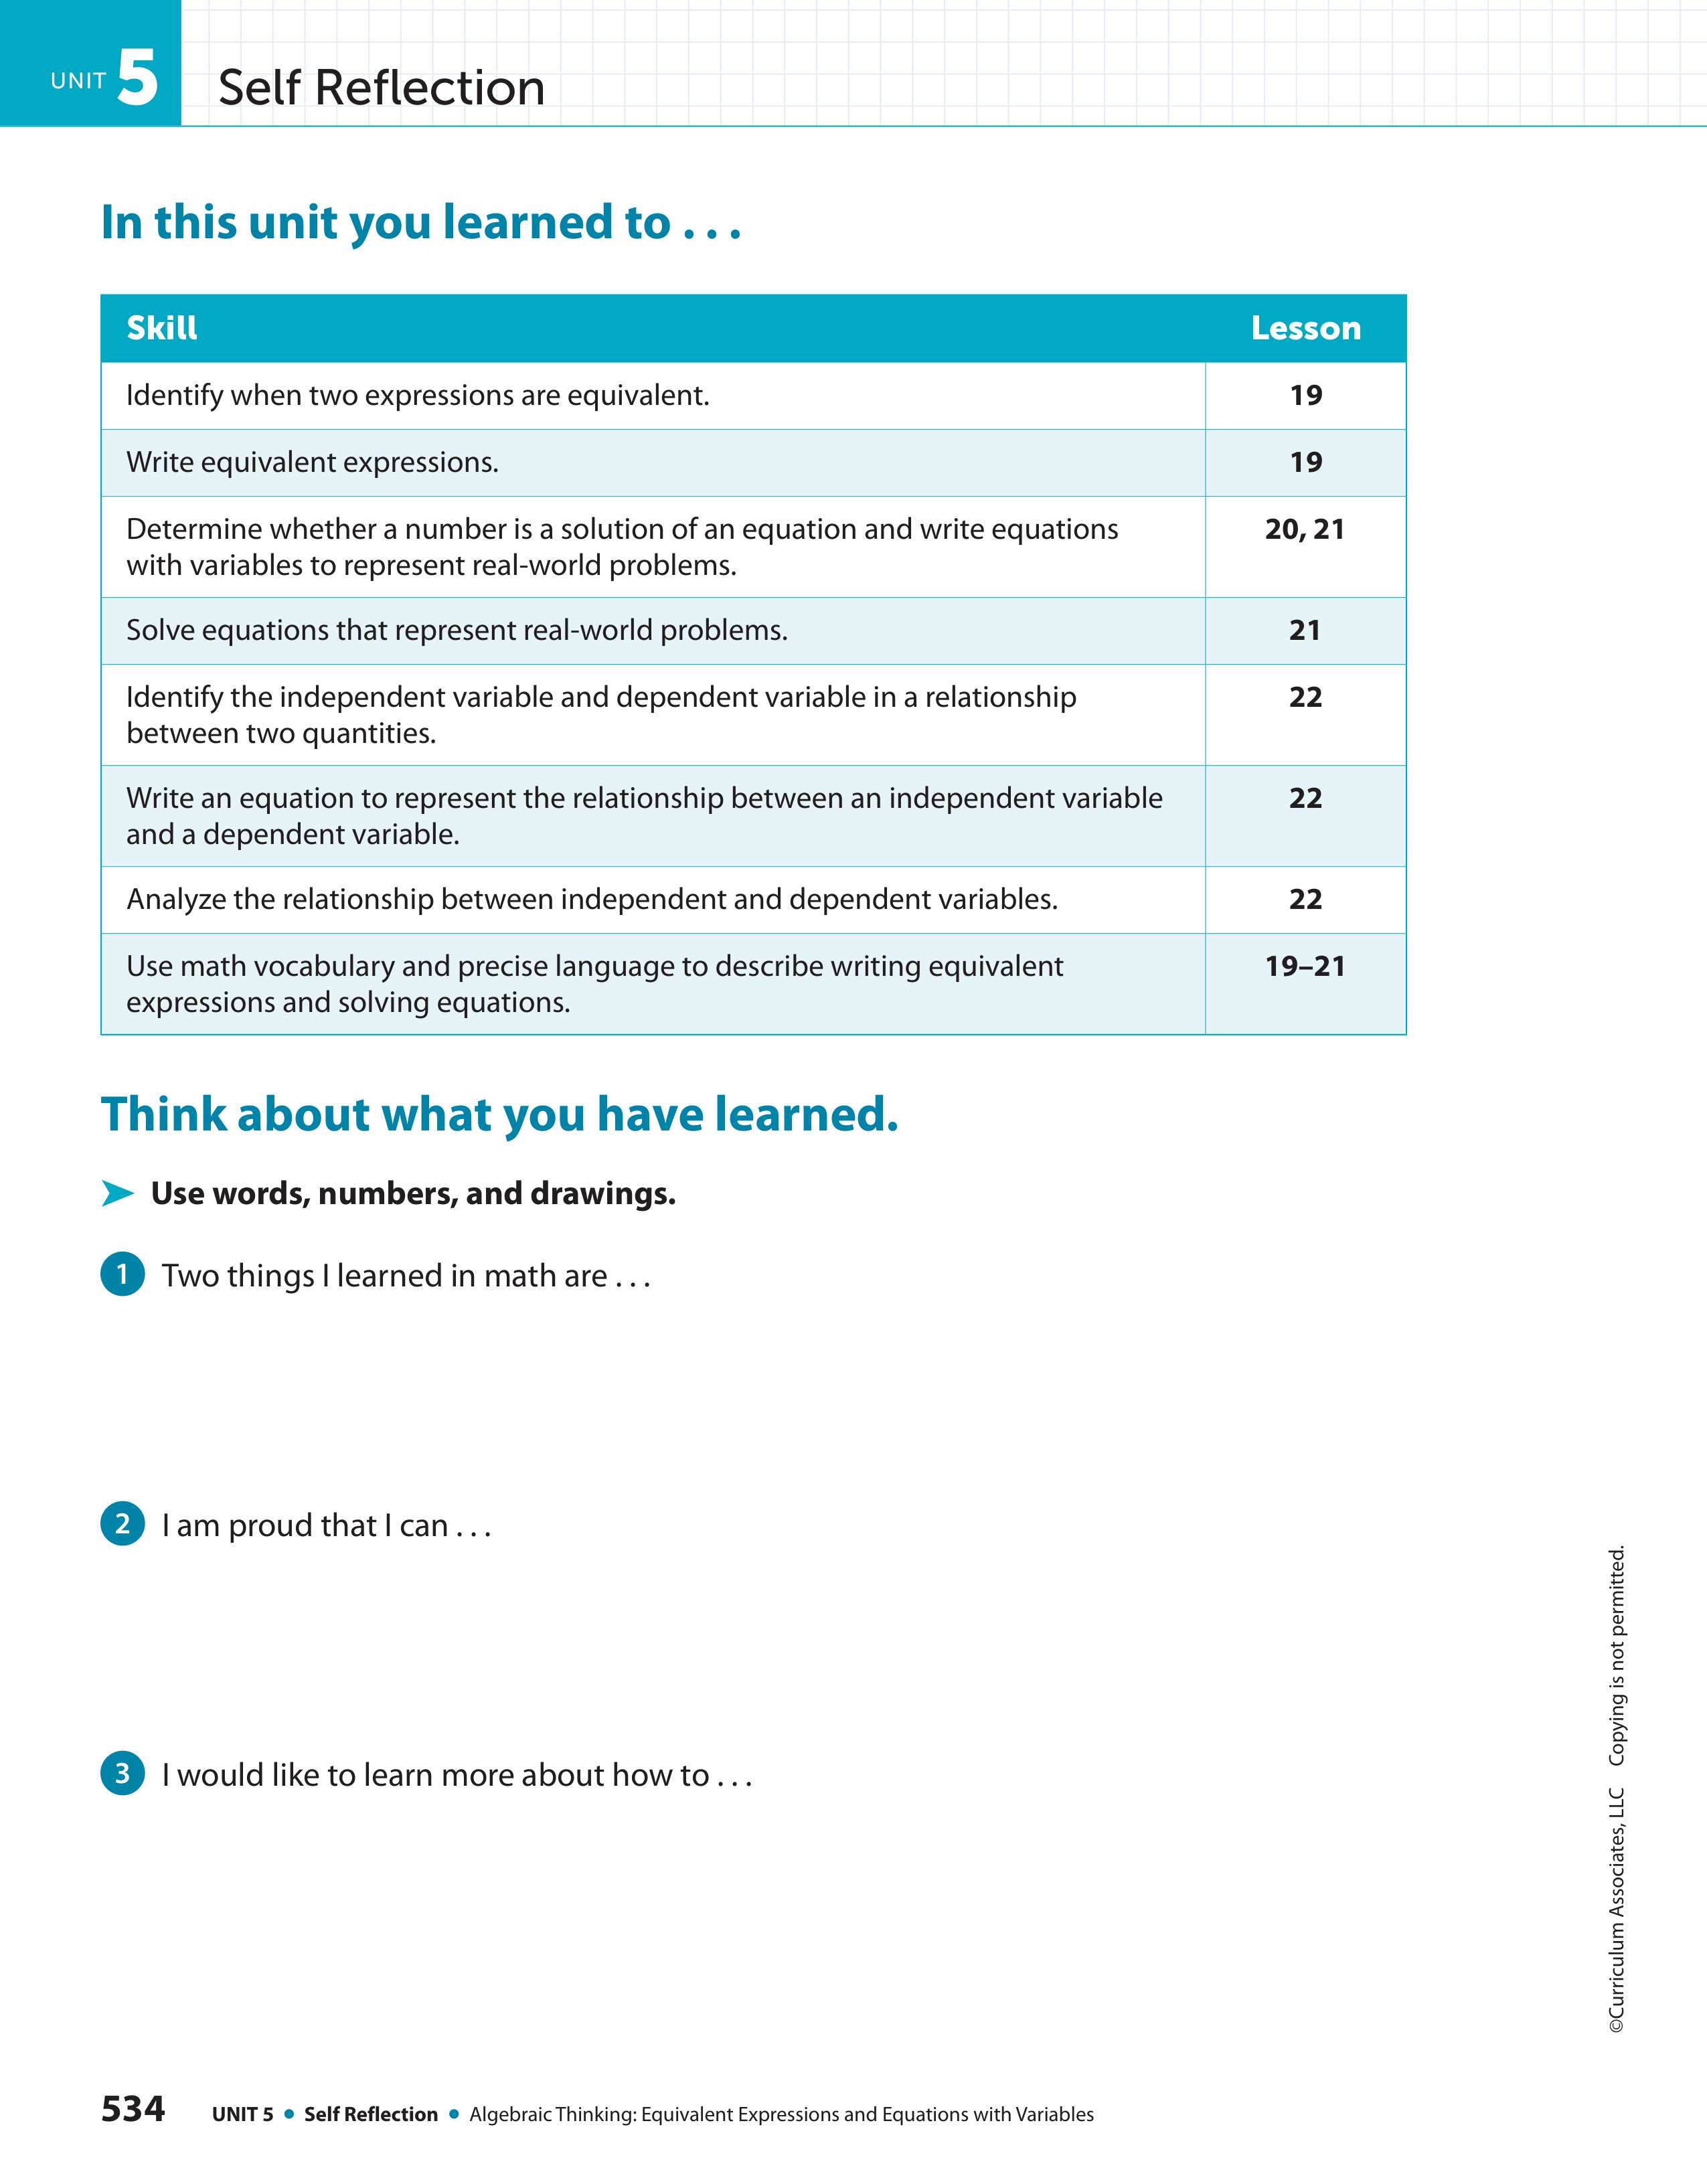 UNIT 5
Self Reflection
In this unit you learned to . . .
Skill Lesson
Identify when two expressions are equivalent. 19
Write equivalent expressions. 19
Determine whether a number is a solution of an equation and write equations 20, 21
with variables to represent real-world problems.
Solve equations that represent real-world problems. 21
Identify the independent variable and dependent variable in a relationship 22
between two quantities.
Write an equation to represent the relationship between an independent variable 22
and a dependent variable.
Analyze the relationship between independent and dependent variables. 22
Use math vocabulary and precise language to describe writing equivalent 19–21
expressions and solving equations.
Think about what you have learned.
➤ Use words, numbers, and drawings.
1 Two things I learned in math are . . .
2 I am proud that I can . . .
3 I would like to learn more about how to . . .
©Curriculum Associates, LLC Copying is not permitted.
534 UNIT 5 • Self Reflection • Algebraic Thinking: Equivalent Expressions and Equations with Variables